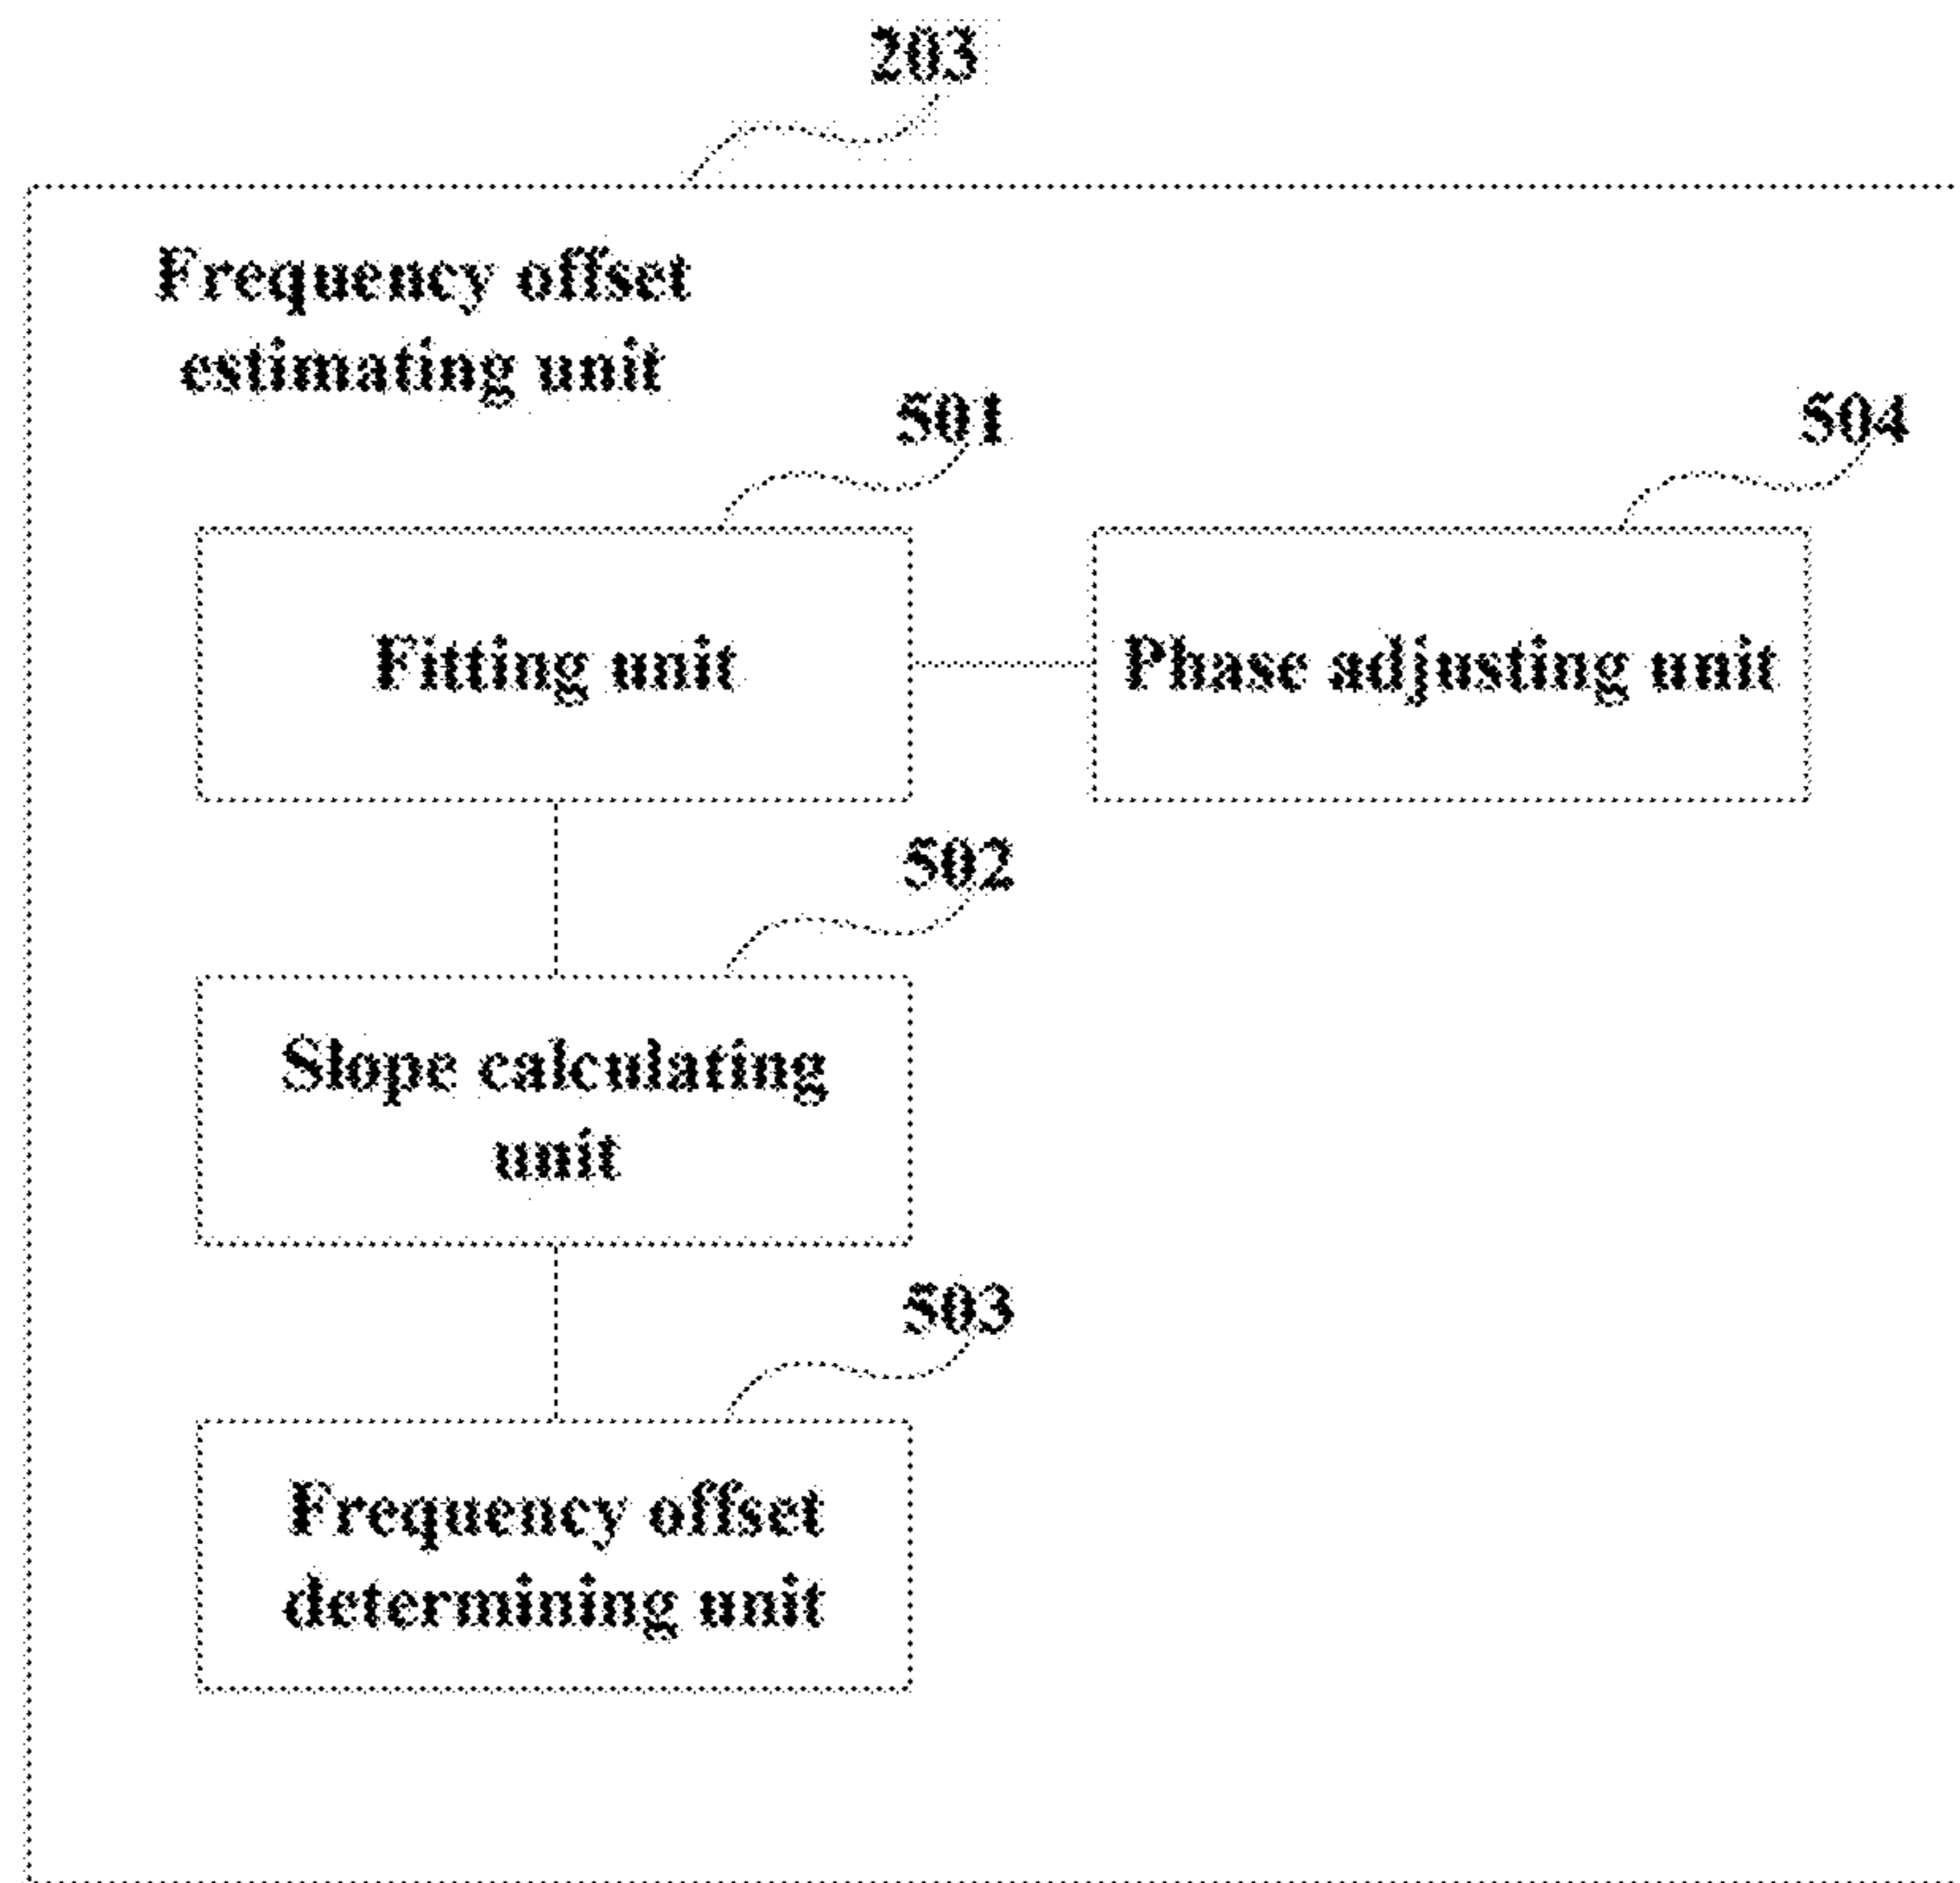 203
Frequency offset
estimating unit
501
504
Fitting unit
Phase adjusting unit
502
Slope calculating
unit
503
Frequency offset
determining unit